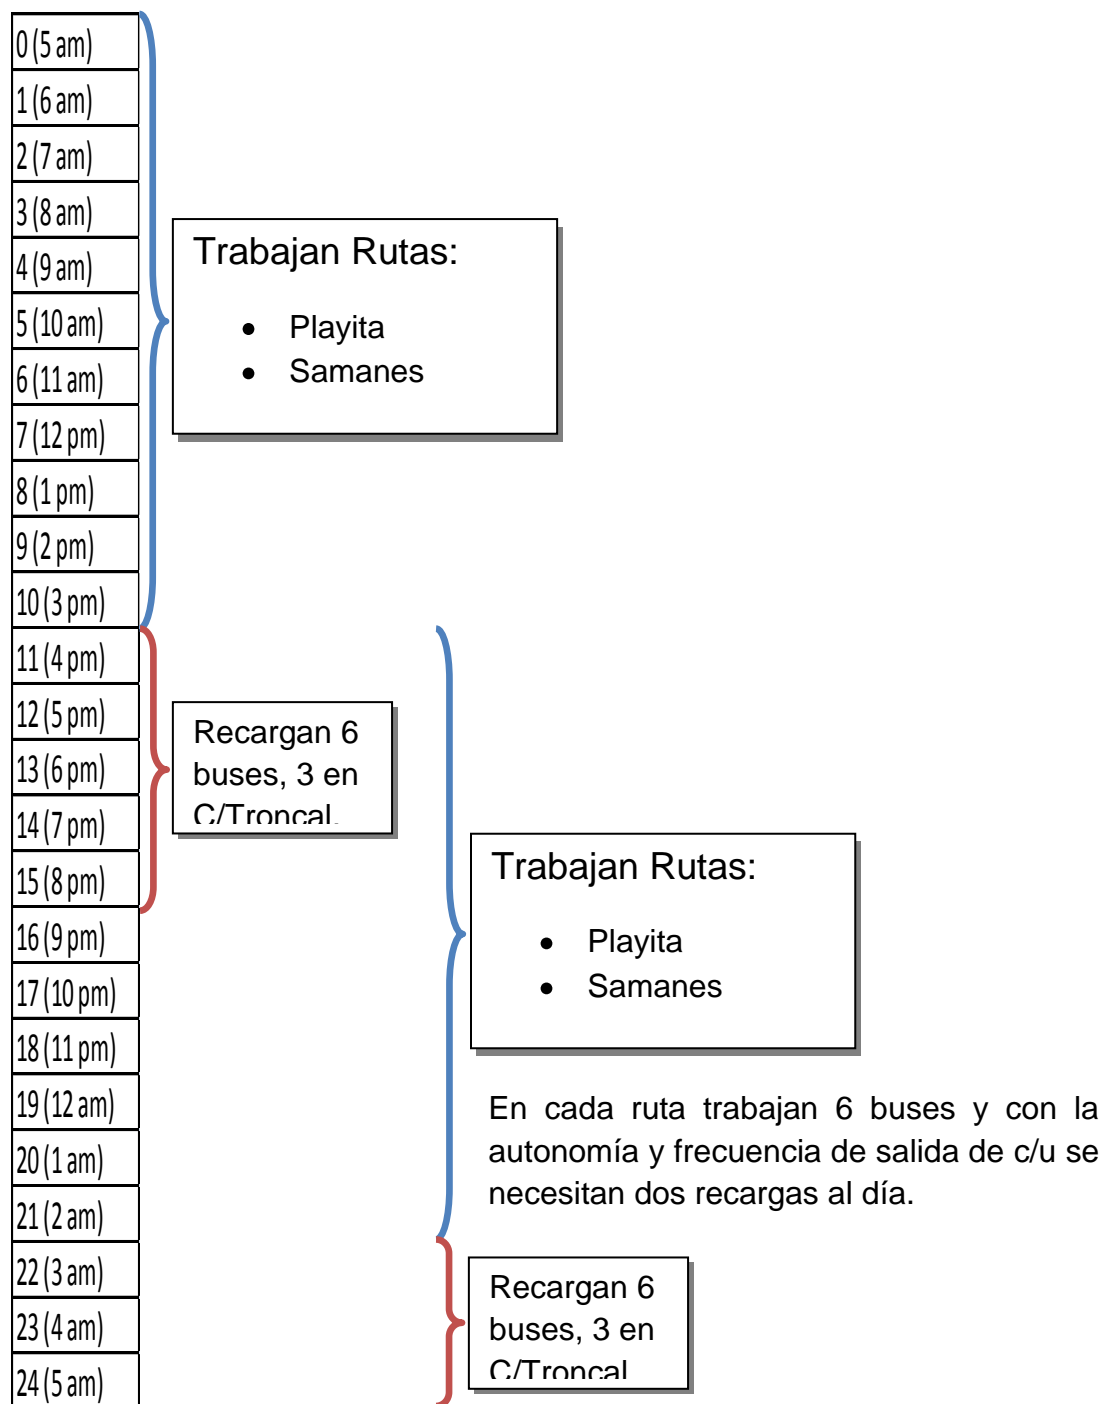 0 (5 am)
1 (6 am)
2 (7 am)
3 (8 am)
4 (9 am)
5 (10 am)
6 (11 am)
7 (12 pm)
8 (1 pm)
9 (2 pm)
10 (3 pm)
11 (4 pm)
12 (5 pm)
13 (6 pm)
14 (7 pm)
15 (8 pm)
16 (9 pm)
17 (10 pm)
18 (11 pm)
19 (12 am)
20 (1 am)
21 (2 am)
22 (3 am)
23 (4 am)
24 (5 am)
Trabajan Rutas:
• Playita
• Samanes
Recargan 6
buses, 3 en
C/Troncal.
Trabajan Rutas:
• Playita
• Samanes
En cada ruta trabajan 6 buses y con la
autonomía y frecuencia de salida de c/u se
necesitan dos recargas al día.
Recargan 6
buses, 3 en
C/Troncal